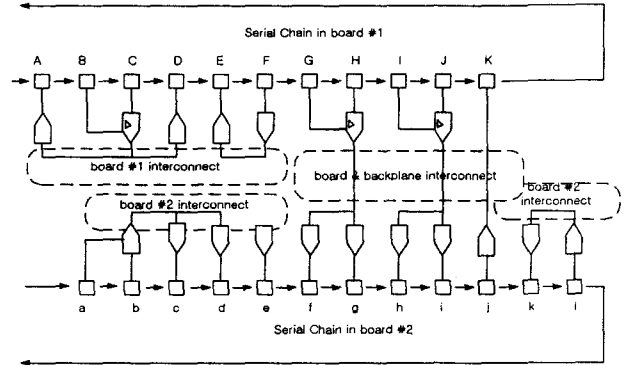 Serial Chain in board #1
A B C D E F G H I J K
board #1 interconnect
board & backplane interconnect
board #2
interconnect
board #2 interconnect
a b c d e f g h i j k l
Serial Chain in board #2